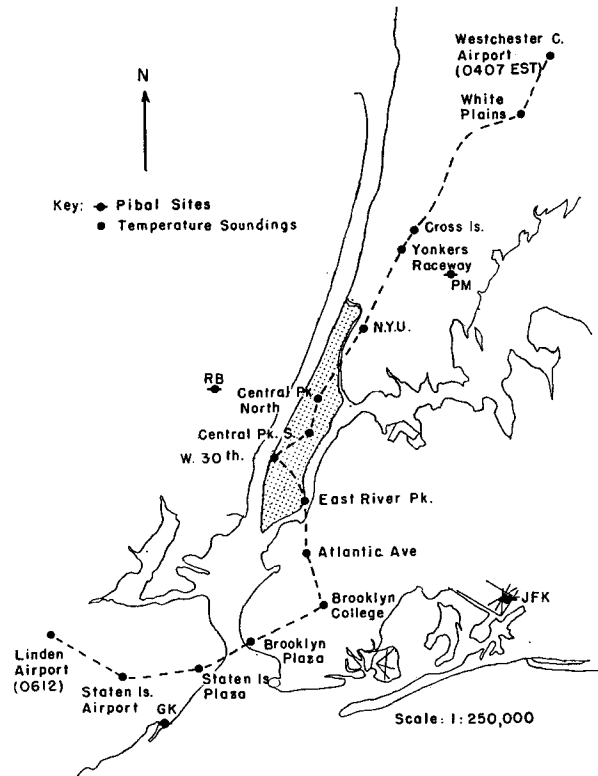 Westchester C.
Airport
(0407 EST)
White
Plains
N
Key: Pibal Sites
Temperature Soundings
Cross Is.
Yonkers
Raceway
PM
N.Y.U.
RB
Central Pk.
North
Central Pk. S.
W. 30th.
East River Pk.
Atlantic Ave
Brooklyn
College
JFK
Brooklyn
Plaza
Linden
Airport
(0612)
Staten Is.
Plaza
Staten Is.
Airport
GK
Scale: 1: 250,000